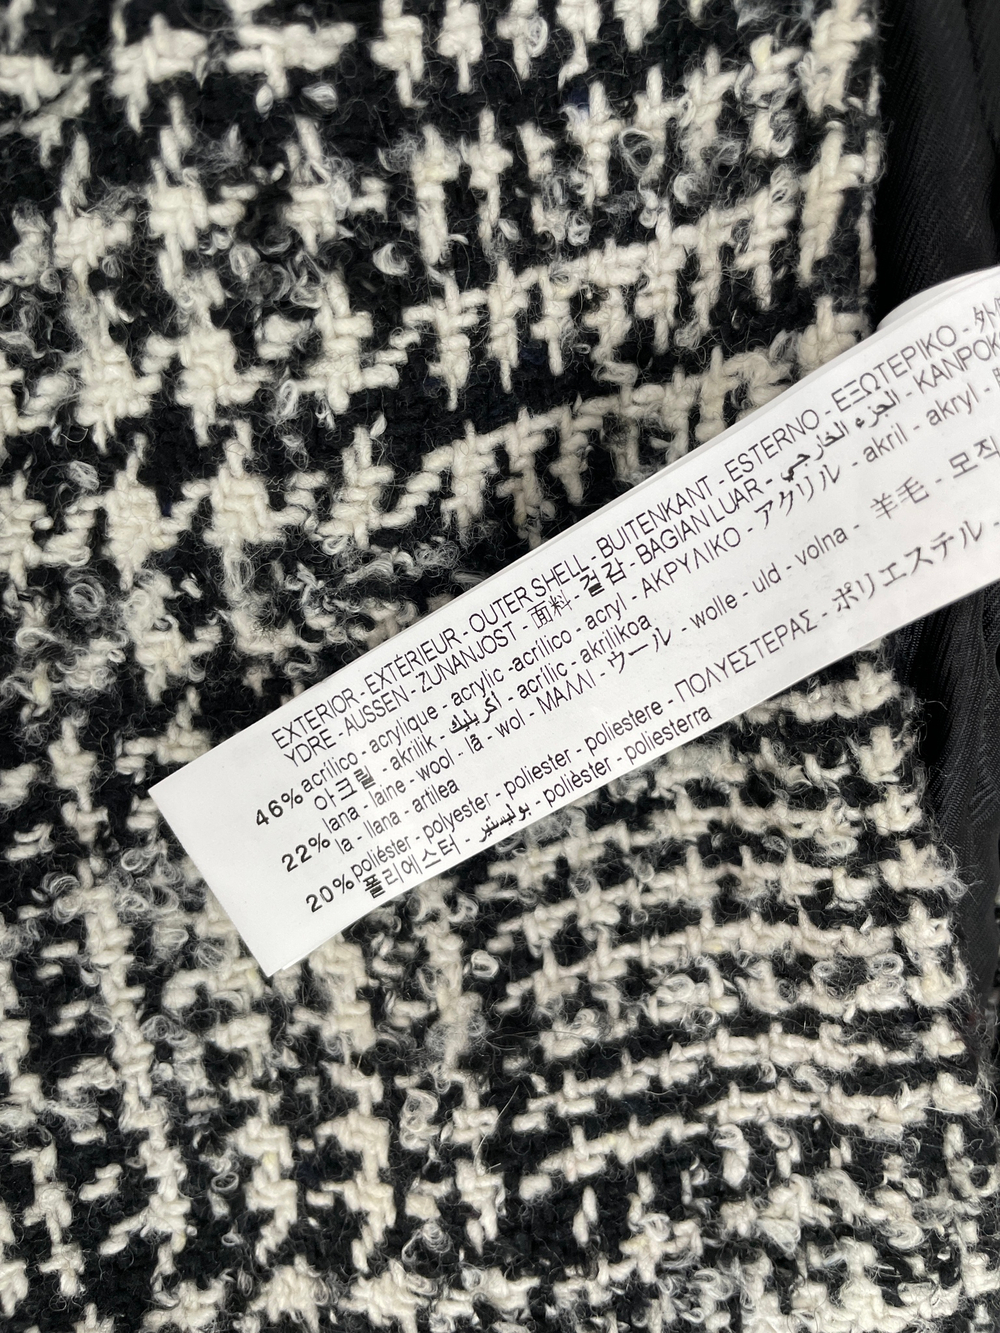 EXTERIOR - EXTÉRIEUR - OUTER SHELL - BUITENKANT - ESTERNO - ΕΞΩΤΕΡΙΚΟ - 外
YDRE - AUSSEN - ZUNANJOST - 面料 - 겉감 - BAGIAN LUAR - الجزء الخارجي - KANPOK
46% acrílico - acrylique - acrylic - acrílico - acryl - ΑΚΡΥΛΙΚΟ - アクリル - akril - akryl -
아크릴 - akrilik - أكريليك - acrílic - akrilikoa
22% lana - laine - wool - lã - wol - ΜΑΛΛΙ - ウール - wolle - uld - volna - 羊毛 - 모직
la - llana - artilea
20% poliéster - polyester - poliester - poliestere - ΠΟΛΥΕΣΤΕΡΑΣ - ポリエステル -
폴리에스터 - بوليستير - polièster - poliesterra